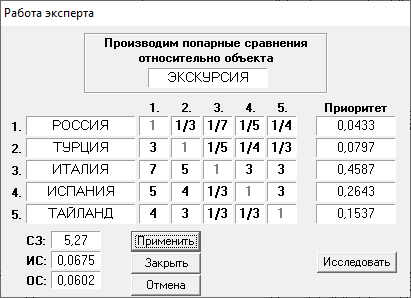 Работа эксперта
Производим попарные сравнения
относительно объекта
ЭКСКУРСИЯ
1. 2. 3. 4. 5. Приоритет
1. РОССИЯ 1 1/3 1/7 1/5 1/4 0,0433
2. ТУРЦИЯ 3 1 1/5 1/4 1/3 0,0797
3. ИТАЛИЯ 7 5 1 3 3 0,4587
4. ИСПАНИЯ 5 4 1/3 1 3 0,2643
5. ТАЙЛАНД 4 3 1/3 1/3 1 0,1537
СЗ: 5,27 Применить
ИС: 0,0675 Закрыть Исследовать
ОС: 0,0602 Отмена